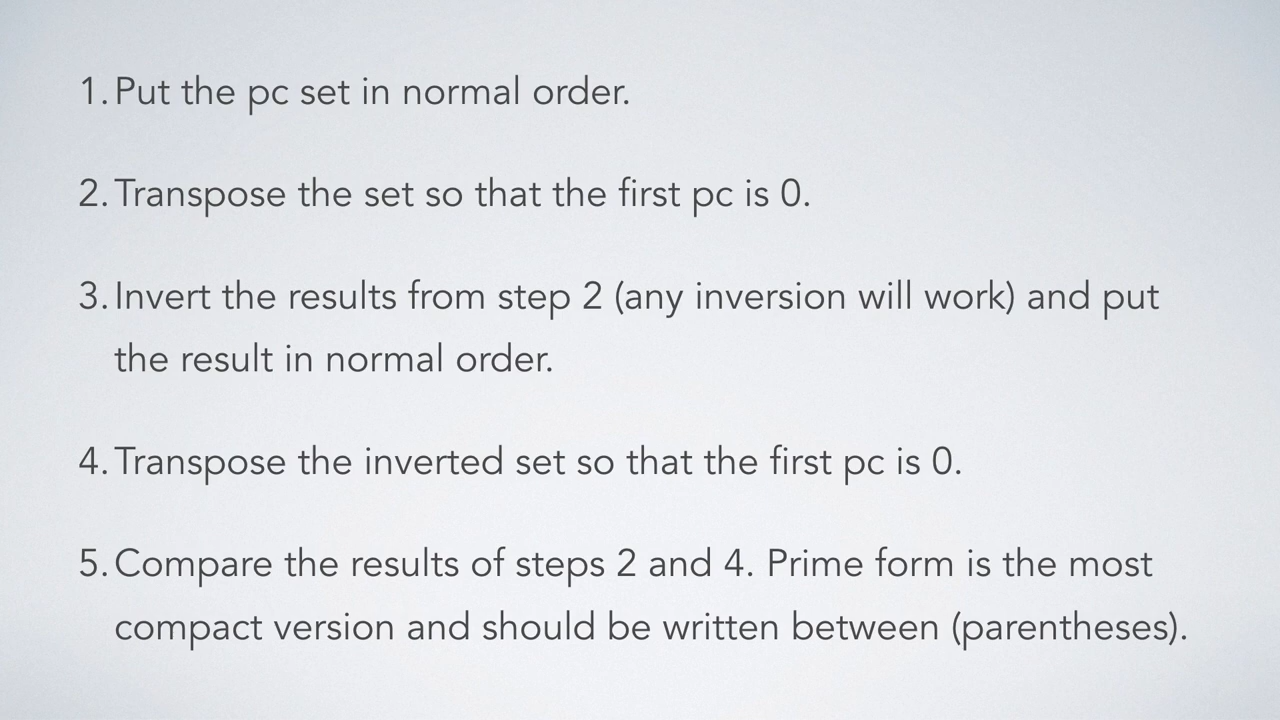 1. Put the pc set in normal order.
2. Transpose the set so that the first pc is 0.
3. Invert the results from step 2 (any inversion will work) and put
the result in normal order.
4. Transpose the inverted set so that the first pc is 0.
5. Compare the results of steps 2 and 4. Prime form is the most
compact version and should be written between (parentheses).